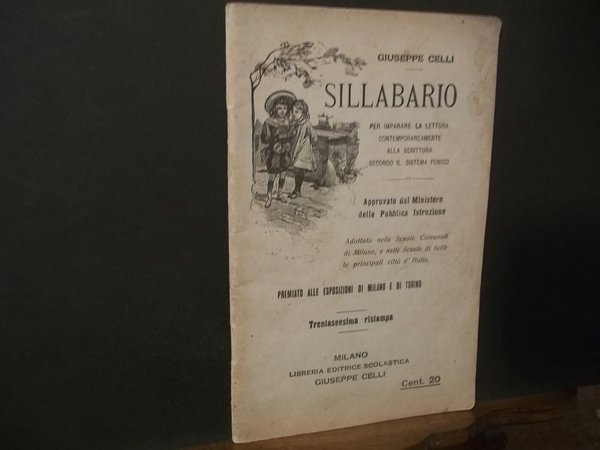 GIUSEPPE CELLI
SILLABARIO
PER IMPARARE LA LETTURA
CONTEMPORANEAMENTE
ALLA SCRITTURA
SECONDO IL SISTEMA FONICO
Approvato dal Ministero
della Pubblica Istruzione
Adottato nelle Scuole Comunali
di Milano, e nelle Scuole di tutte
le principali Città d'Italia.
PREMIATO ALLE ESPOSIZIONI DI MILANO E DI TORINO
Trentaseesima ristampa
MILANO
LIBRERIA EDITRICE SCOLASTICA
GIUSEPPE CELLI
Cent. 20